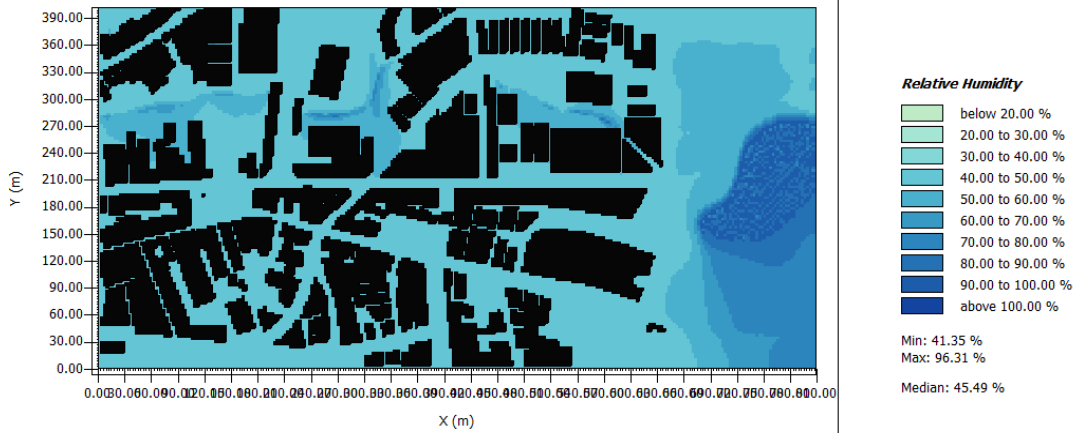 390.00
360.00
330.00
300.00
270.00
240.00
210.00
180.00
150.00
120.00
90.00
60.00
30.00
0.00
Y (m)
X (m)
Relative Humidity
below 20.00 %
20.00 to 30.00 %
30.00 to 40.00 %
40.00 to 50.00 %
50.00 to 60.00 %
60.00 to 70.00 %
70.00 to 80.00 %
80.00 to 90.00 %
90.00 to 100.00 %
above 100.00 %
Min: 41.35 %
Max: 96.31 %
Median: 45.49 %